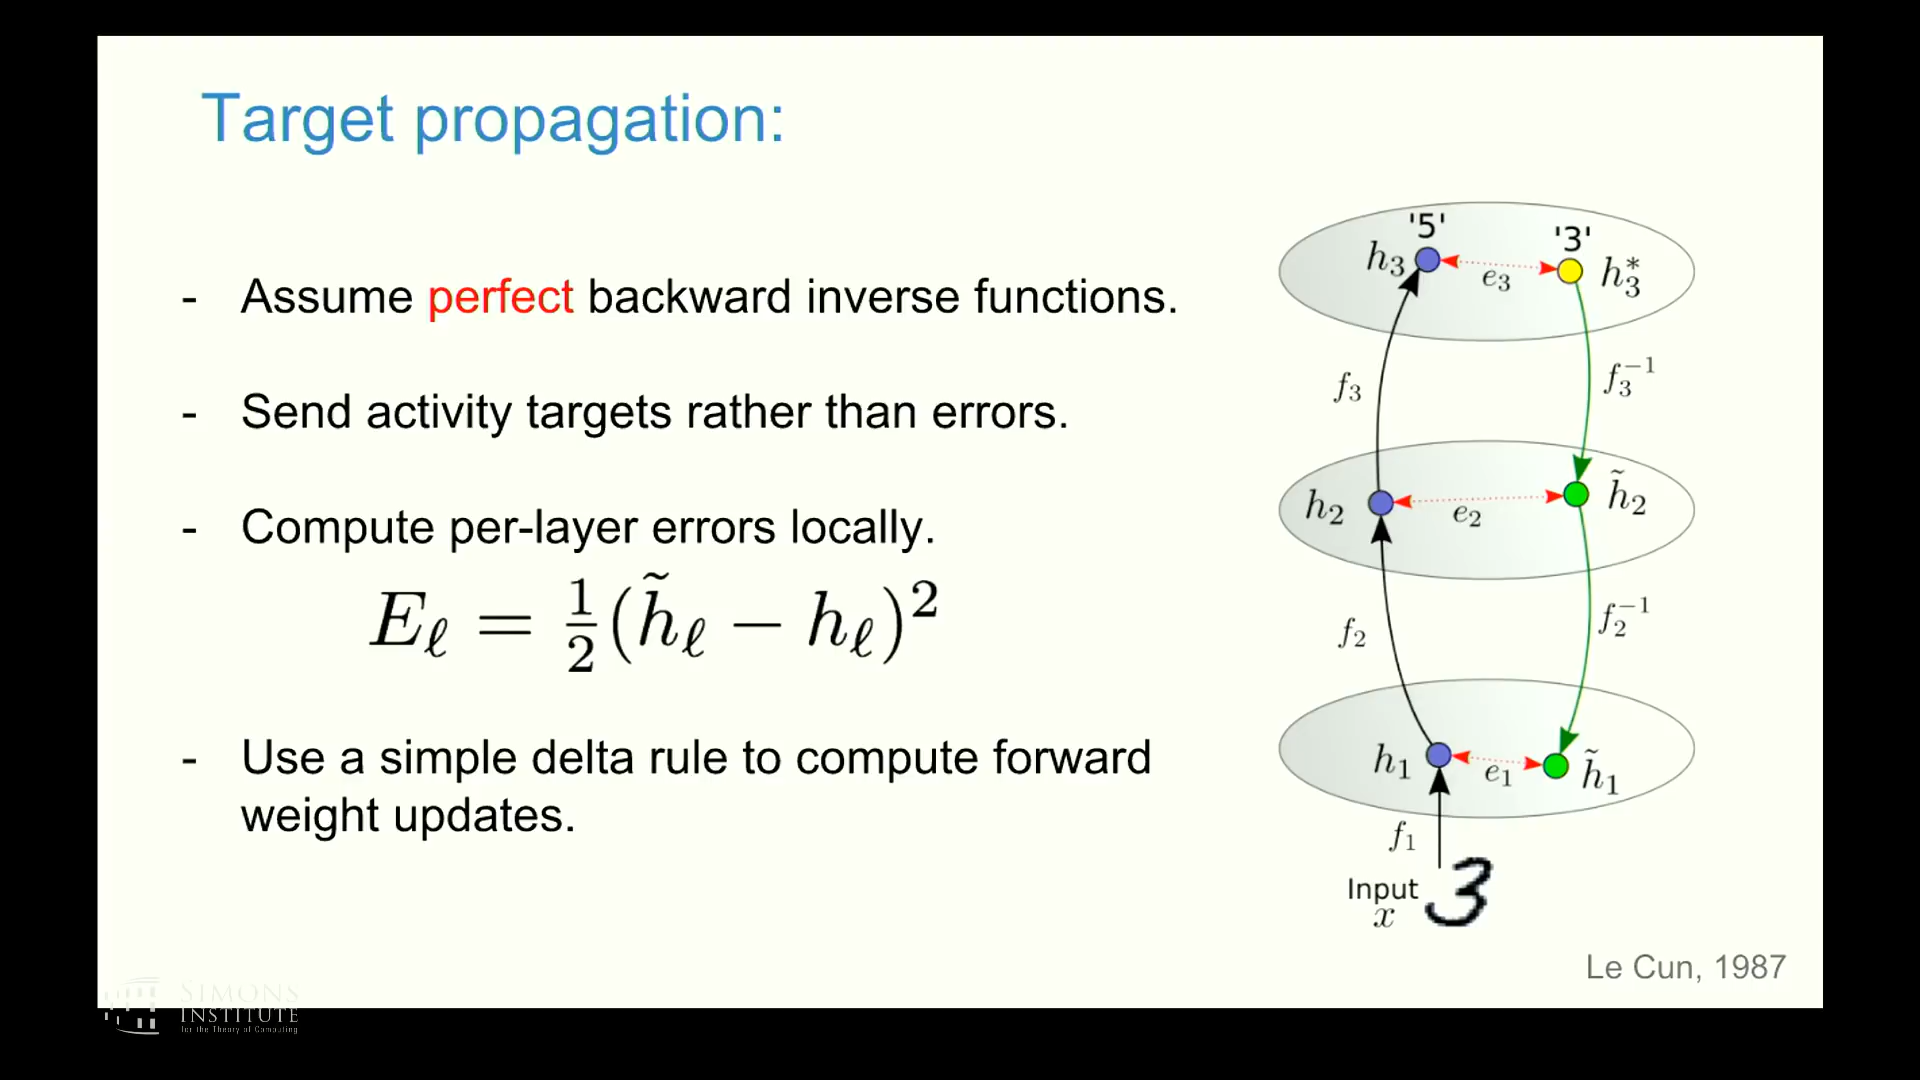 Target propagation:
- Assume perfect backward inverse functions.
- Send activity targets rather than errors.
- Compute per-layer errors locally.
E_ℓ = ½(h̃_ℓ − h_ℓ)²
- Use a simple delta rule to compute forward
weight updates.
'5'
'3'
h₃
e₃
h₃*
f₃
f₃⁻¹
h₂
e₂
h̃₂
f₂
f₂⁻¹
h₁
e₁
h̃₁
f₁
Input
x
3
Le Cun, 1987
SIMONS
INSTITUTE
for the Theory of Computing